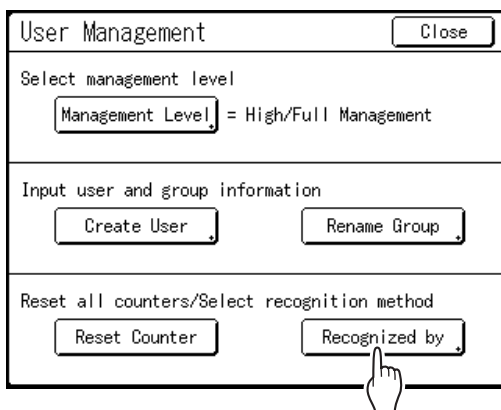 User Management Close
Select management level
Management Level = High/Full Management
Input user and group information
Create User Rename Group
Reset all counters/Select recognition method
Reset Counter Recognized by